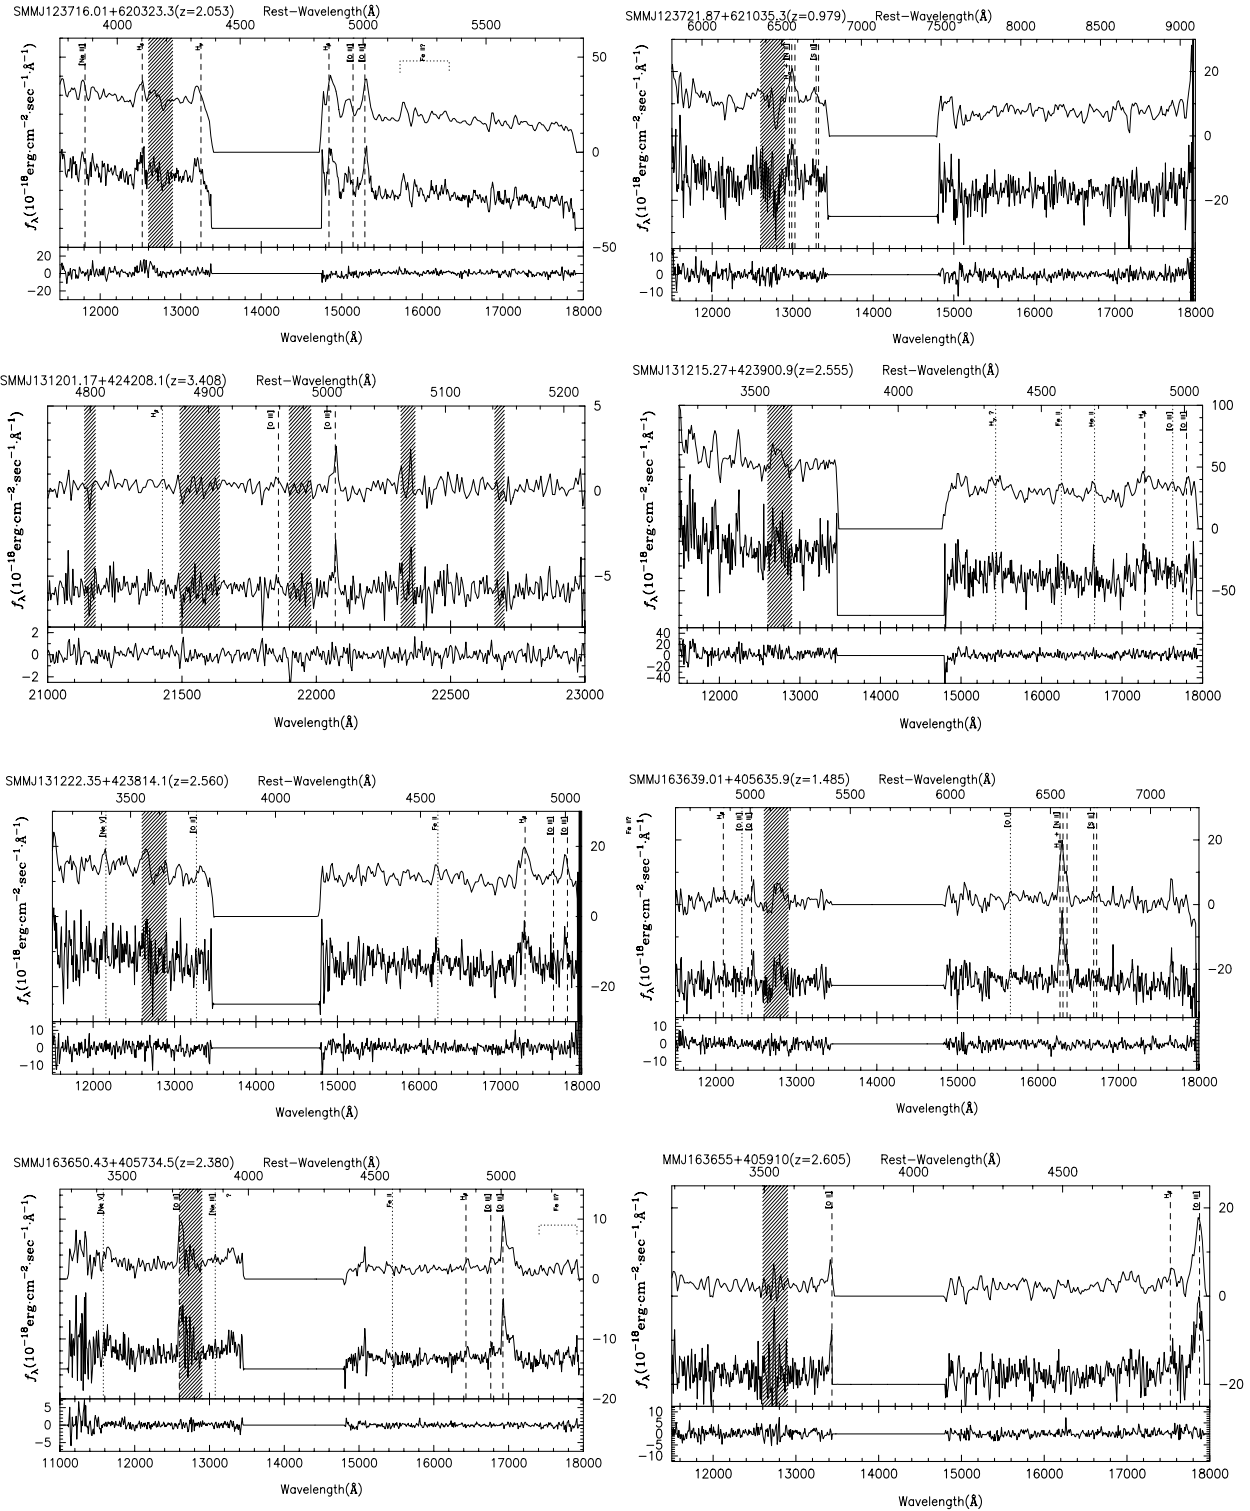 SMMJ123716.01+620323.3(z=2.053) Rest−Wavelength(Å)
4000 4500 5000 5500
[Ne III] Hδ Hγ Hβ [O III] [O III] Fe II?
50
0
−50
fλ(10−18erg·cm−2·sec−1·Å−1)
20
0
−20
12000 13000 14000 15000 16000 17000 18000
Wavelength(Å)
SMMJ123721.87+621035.3(z=0.979) Rest−Wavelength(Å)
6000 6500 7000 7500 8000 8500 9000
Hα + [N II] [S II]
20
0
−20
fλ(10−18erg·cm−2·sec−1·Å−1)
10
0
−10
12000 13000 14000 15000 16000 17000 18000
Wavelength(Å)
SMMJ131201.17+424208.1(z=3.408) Rest−Wavelength(Å)
4800 4900 5000 5100 5200
Hβ [O III] [O III]
5
0
−5
fλ(10−18erg·cm−2·sec−1·Å−1)
2
0
−2
21000 21500 22000 22500 23000
Wavelength(Å)
SMMJ131215.27+423900.9(z=2.555) Rest−Wavelength(Å)
3500 4000 4500 5000
Hγ ? Fe II He II Hβ [O III] [O III]
100
50
0
−50
fλ(10−18erg·cm−2·sec−1·Å−1)
40
20
0
−20
−40
12000 13000 14000 15000 16000 17000 18000
Wavelength(Å)
SMMJ131222.35+423814.1(z=2.560) Rest−Wavelength(Å)
3500 4000 4500 5000
[Ne V] [O II] Fe II Hβ [O III] [O III]
20
0
−20
fλ(10−18erg·cm−2·sec−1·Å−1)
10
0
−10
12000 13000 14000 15000 16000 17000 18000
Wavelength(Å)
SMMJ163639.01+405635.9(z=1.485) Rest−Wavelength(Å)
5000 5500 6000 6500 7000
Fe II? Hβ [O III] [O III] [O I] Hα + [N II] [S II]
20
0
−20
fλ(10−18erg·cm−2·sec−1·Å−1)
10
0
−10
12000 13000 14000 15000 16000 17000 18000
Wavelength(Å)
SMMJ163650.43+405734.5(z=2.380) Rest−Wavelength(Å)
3500 4000 4500 5000
[Ne V] [O II] [Ne III] ? Fe II Hβ [O III] [O III] Fe II?
10
0
−10
−20
fλ(10−18erg·cm−2·sec−1·Å−1)
5
0
−5
11000 12000 13000 14000 15000 16000 17000 18000
Wavelength(Å)
MMJ163655+405910(z=2.605) Rest−Wavelength(Å)
3500 4000 4500
[O II] Hβ [O III]
20
0
−20
fλ(10−18erg·cm−2·sec−1·Å−1)
10
5
0
−5
−10
12000 13000 14000 15000 16000 17000 18000
Wavelength(Å)